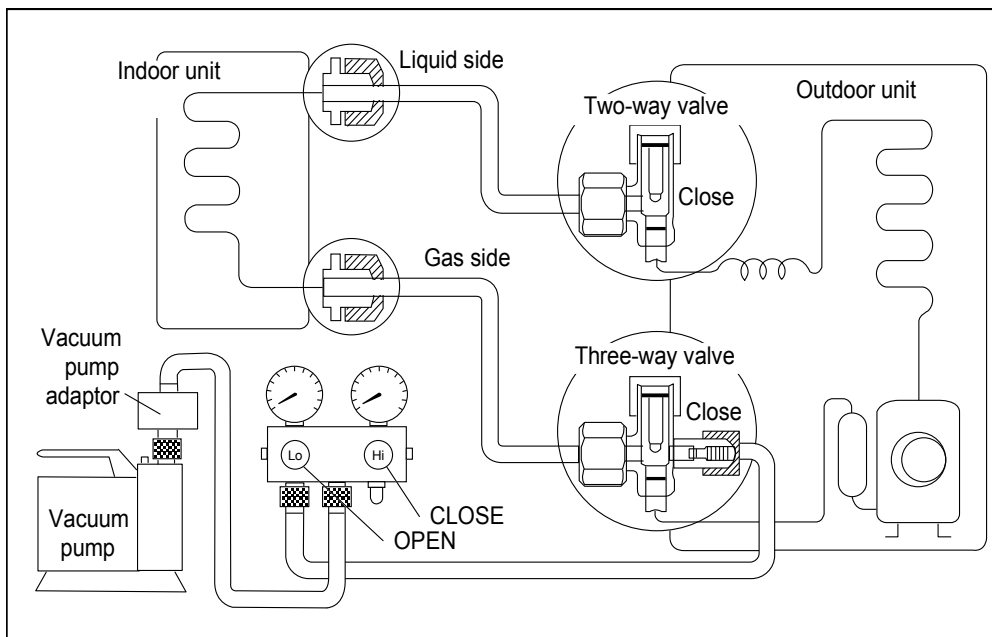 Indoor unit
Liquid side
Two-way valve
Outdoor unit
Close
Gas side
Vacuum
pump
adaptor
Three-way valve
Close
Lo
Hi
CLOSE
OPEN
Vacuum
pump